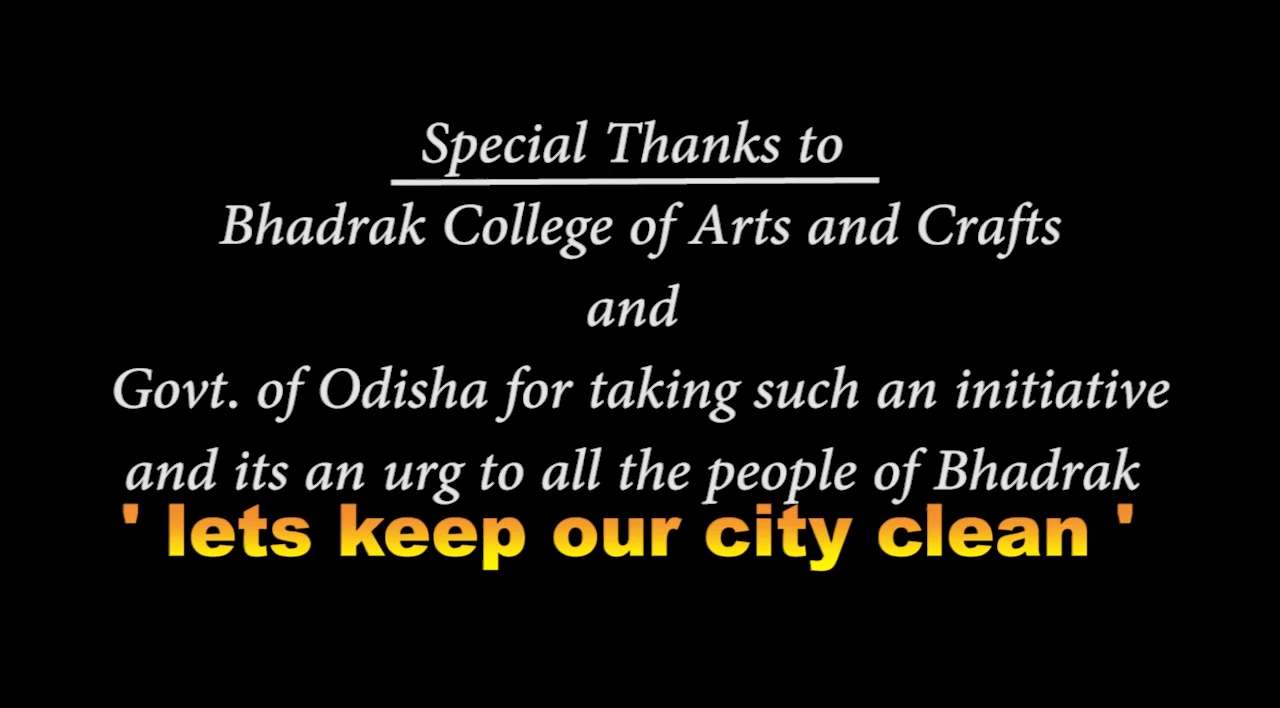 Special Thanks to
Bhadrak College of Arts and Crafts
and
Govt. of Odisha for taking such an initiative
and its an urg to all the people of Bhadrak
' lets keep our city clean '